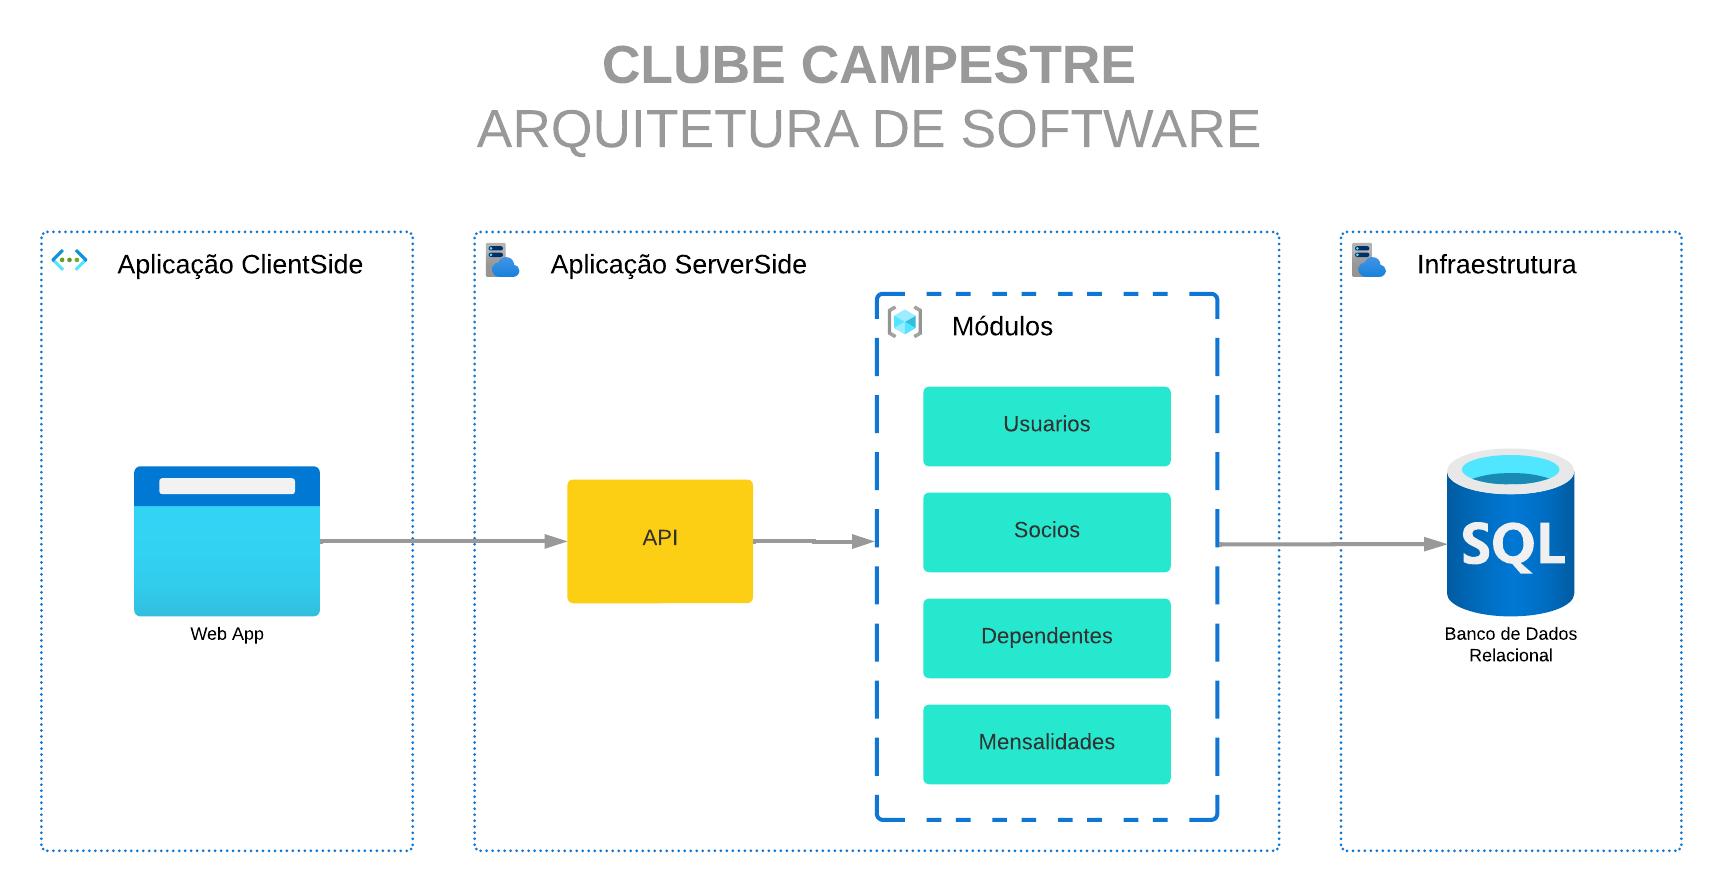 CLUBE CAMPESTRE
ARQUITETURA DE SOFTWARE
Aplicação ClientSide
Web App
Aplicação ServerSide
API
Módulos
Usuarios
Socios
Dependentes
Mensalidades
Infraestrutura
SQL
Banco de Dados
Relacional